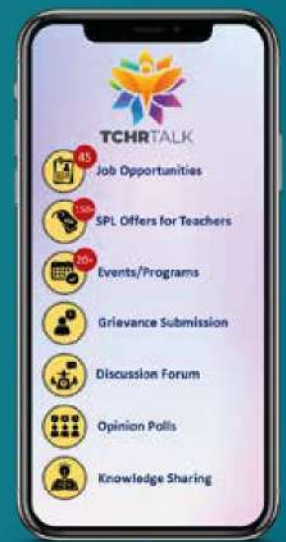 TCHRTALK
45
Job Opportunities
150+
SPL Offers for Teachers
20+
Events/Programs
Grievance Submission
Discussion Forum
Opinion Polls
Knowledge Sharing